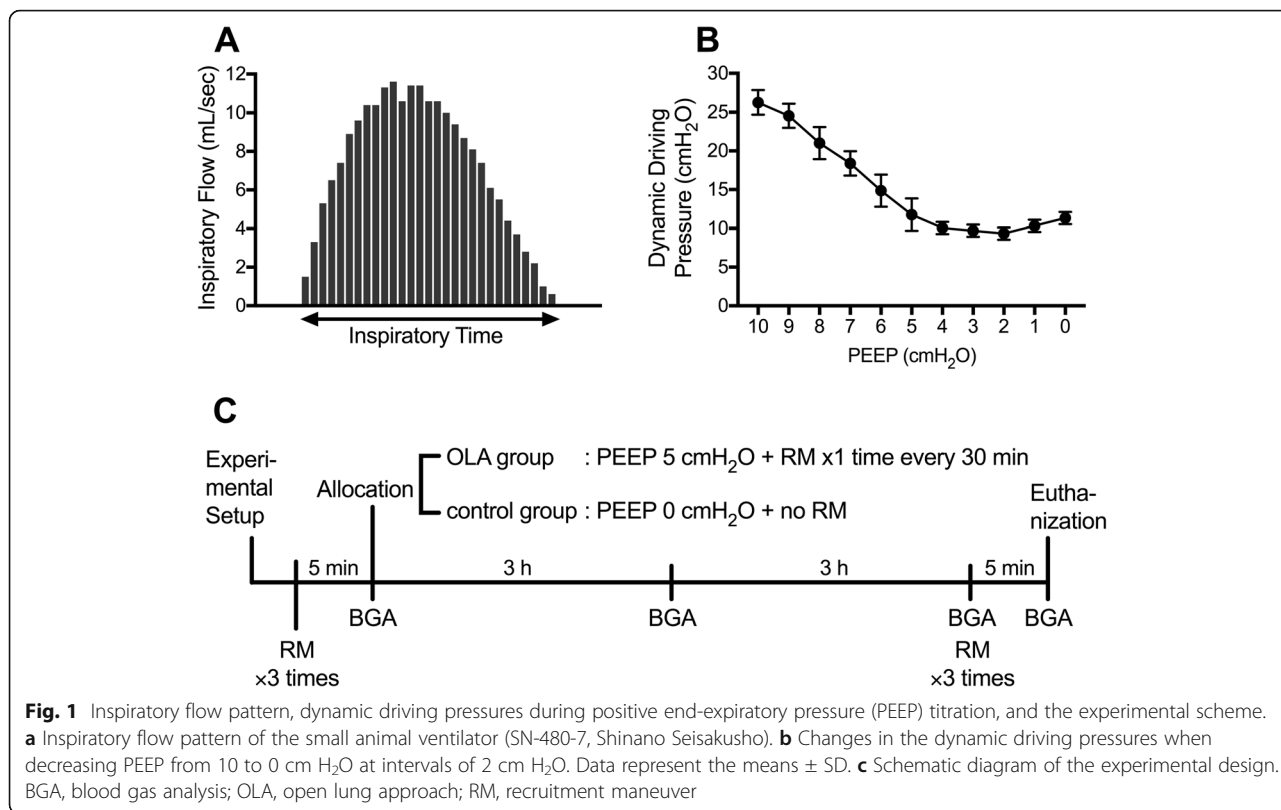 A
Inspiratory Flow (mL/sec)
12
10
8
6
4
2
0
Inspiratory Time
B
Dynamic Driving
Pressure (cmH2O)
30
25
20
15
10
5
0
10 9 8 7 6 5 4 3 2 1 0
PEEP (cmH2O)
C
Experi-
mental
Setup
Allocation
OLA group : PEEP 5 cmH2O + RM x1 time every 30 min
control group : PEEP 0 cmH2O + no RM
Eutha-
nization
5 min
3 h
3 h
5 min
BGA
BGA
BGA
BGA
RM
×3 times
RM
×3 times
Fig. 1 Inspiratory flow pattern, dynamic driving pressures during positive end-expiratory pressure (PEEP) titration, and the experimental scheme.
a Inspiratory flow pattern of the small animal ventilator (SN-480-7, Shinano Seisakusho). b Changes in the dynamic driving pressures when
decreasing PEEP from 10 to 0 cm H2O at intervals of 2 cm H2O. Data represent the means ± SD. c Schematic diagram of the experimental design.
BGA, blood gas analysis; OLA, open lung approach; RM, recruitment maneuver